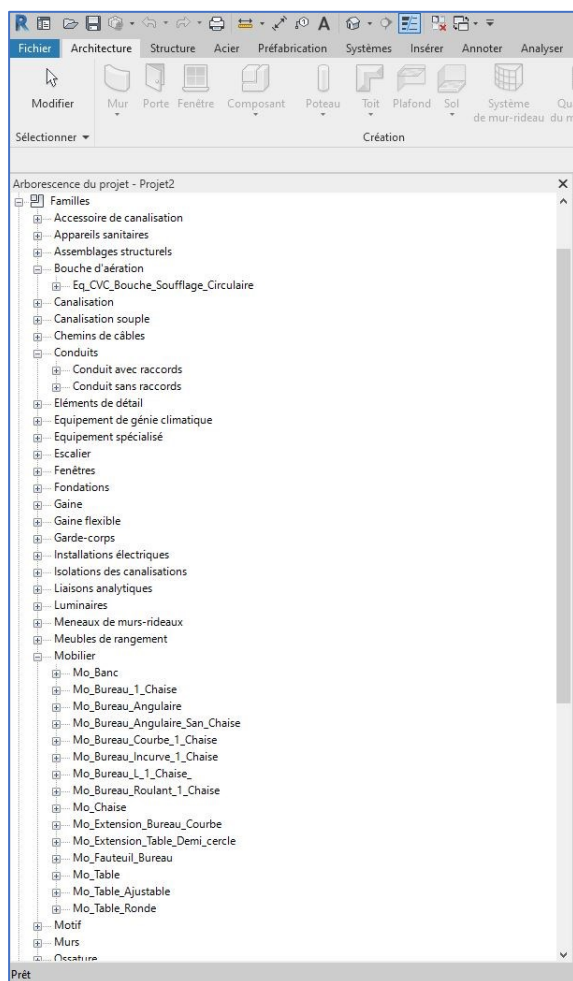 Fichier Architecture Structure Acier Préfabrication Systèmes Insérer Annoter Analyser
Modifier Mur Porte Fenêtre Composant Poteau Toit Plafond Sol Système
de mur-rideau
Sélectionner Création
Arborescence du projet - Projet2
Familles
Accessoire de canalisation
Appareils sanitaires
Assemblages structurels
Bouche d'aération
Eq_CVC_Bouche_Soufflage_Circulaire
Canalisation
Canalisation souple
Chemins de câbles
Conduits
Conduit avec raccords
Conduit sans raccords
Eléments de détail
Equipement de génie climatique
Equipement spécialisé
Escalier
Fenêtres
Fondations
Gaine
Gaine flexible
Garde-corps
Installations électriques
Isolations des canalisations
Liaisons analytiques
Luminaires
Meneaux de murs-rideaux
Meubles de rangement
Mobilier
Mo_Banc
Mo_Bureau_1_Chaise
Mo_Bureau_Angulaire
Mo_Bureau_Angulaire_San_Chaise
Mo_Bureau_Courbe_1_Chaise
Mo_Bureau_Incurve_1_Chaise
Mo_Bureau_L_1_Chaise_
Mo_Bureau_Roulant_1_Chaise
Mo_Chaise
Mo_Extension_Bureau_Courbe
Mo_Extension_Table_Demi_cercle
Mo_Fauteuil_Bureau
Mo_Table
Mo_Table_Ajustable
Mo_Table_Ronde
Motif
Murs
Ossature
Prêt